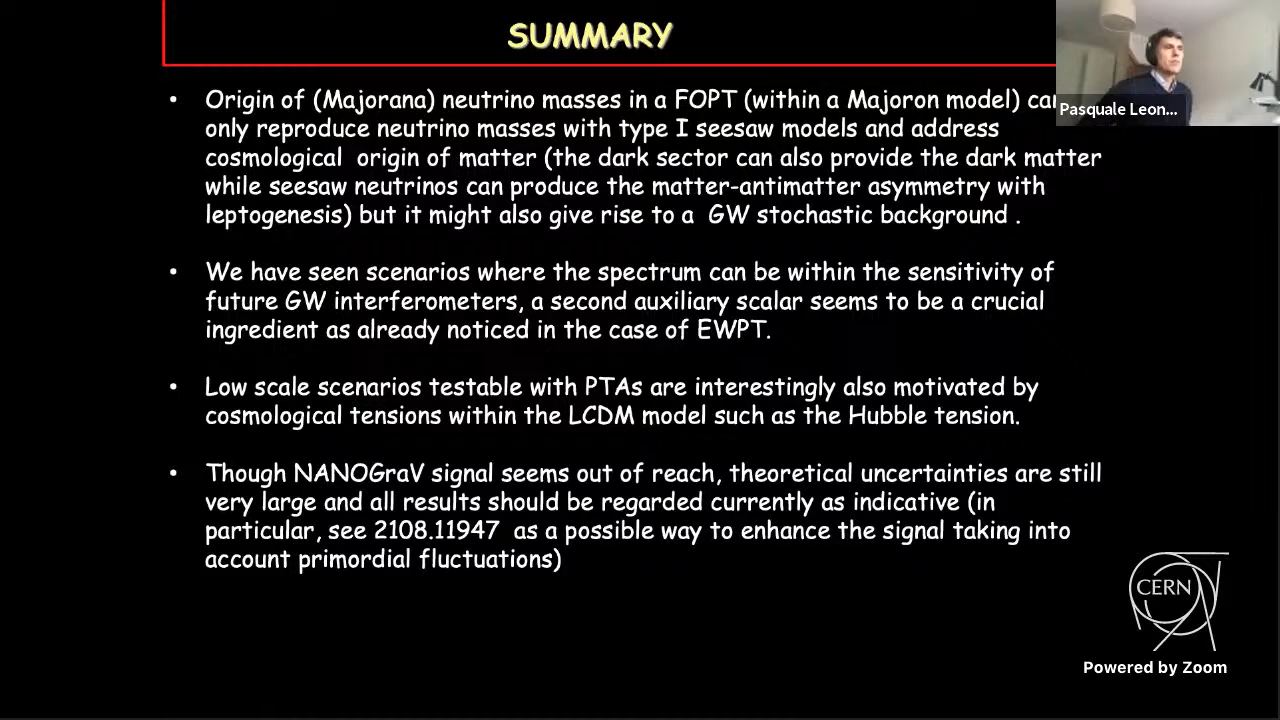 SUMMARY
• Origin of (Majorana) neutrino masses in a FOPT (within a Majoron model)
only reproduce neutrino masses with type I seesaw models and address
cosmological origin of matter (the dark sector can also provide the dark matter
while seesaw neutrinos can produce the matter-antimatter asymmetry with
leptogenesis) but it might also give rise to a GW stochastic background .
• We have seen scenarios where the spectrum can be within the sensitivity of
future GW interferometers, a second auxiliary scalar seems to be a crucial
ingredient as already noticed in the case of EWPT.
• Low scale scenarios testable with PTAs are interestingly also motivated by
cosmological tensions within the LCDM model such as the Hubble tension.
• Though NANOGraV signal seems out of reach, theoretical uncertainties are still
very large and all results should be regarded currently as indicative (in
particular, see 2108.11947 as a possible way to enhance the signal taking into
account primordial fluctuations)
Pasquale Leon...
CERN
Powered by Zoom